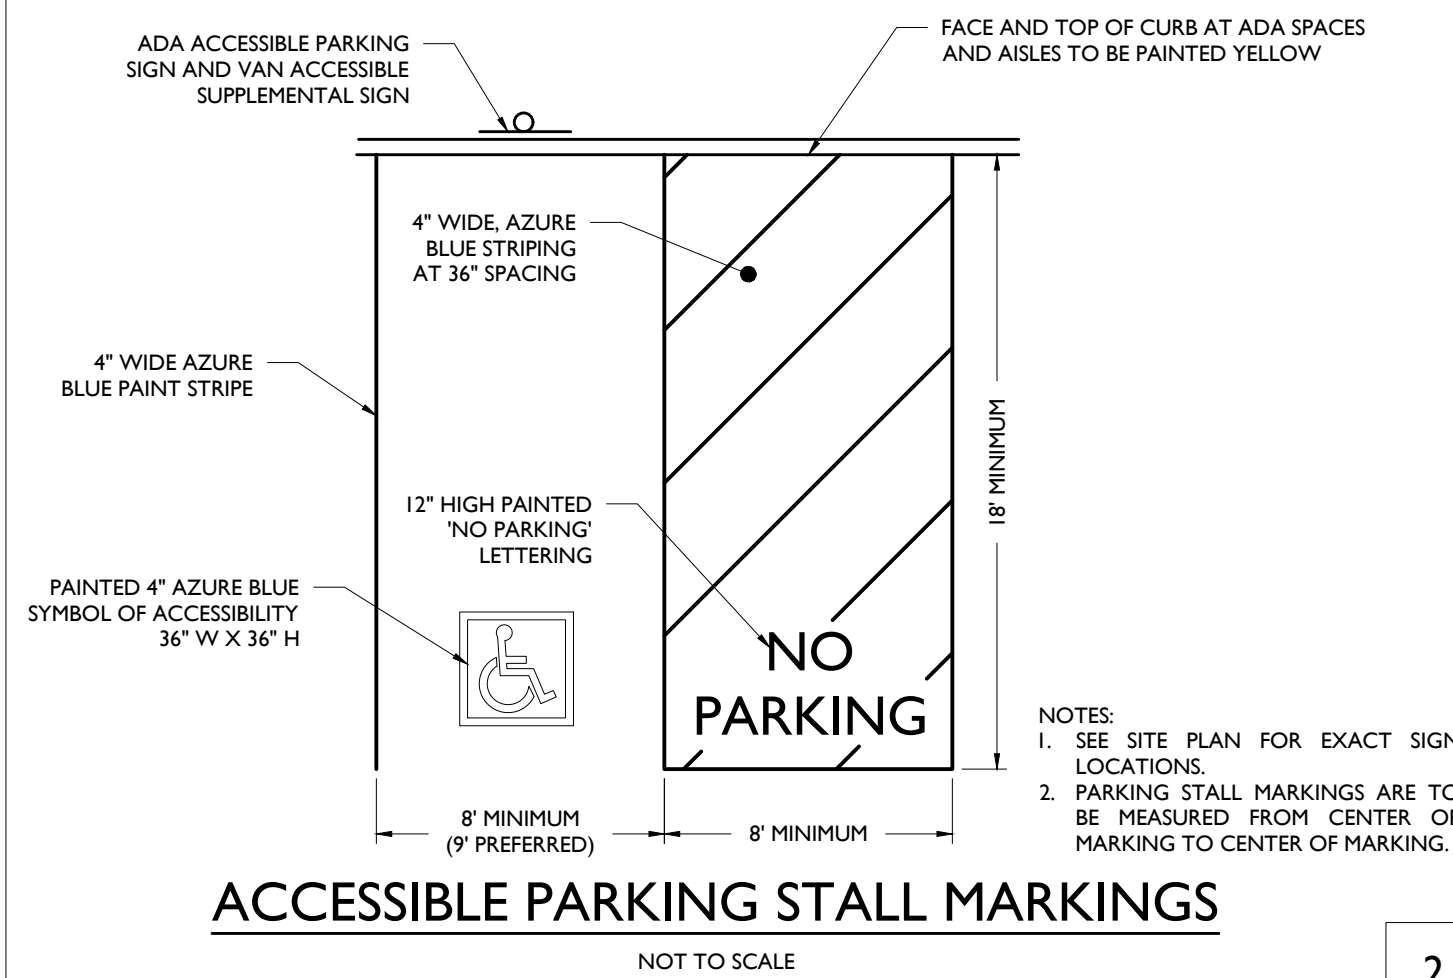 ADA ACCESSIBLE PARKING
SIGN AND VAN ACCESSIBLE
SUPPLEMENTAL SIGN
FACE AND TOP OF CURB AT ADA SPACES
AND AISLES TO BE PAINTED YELLOW
4" WIDE, AZURE
BLUE STRIPING
AT 36" SPACING
4" WIDE AZURE
BLUE PAINT STRIPE
18' MINIMUM
12" HIGH PAINTED
'NO PARKING'
LETTERING
PAINTED 4" AZURE BLUE
SYMBOL OF ACCESSIBILITY
36" W X 36" H
NO
PARKING
NOTES:
1. SEE SITE PLAN FOR EXACT SIGN
LOCATIONS.
2. PARKING STALL MARKINGS ARE TO
BE MEASURED FROM CENTER OF
MARKING TO CENTER OF MARKING.
8' MINIMUM
(9' PREFERRED)
8' MINIMUM
ACCESSIBLE PARKING STALL MARKINGS
NOT TO SCALE
2